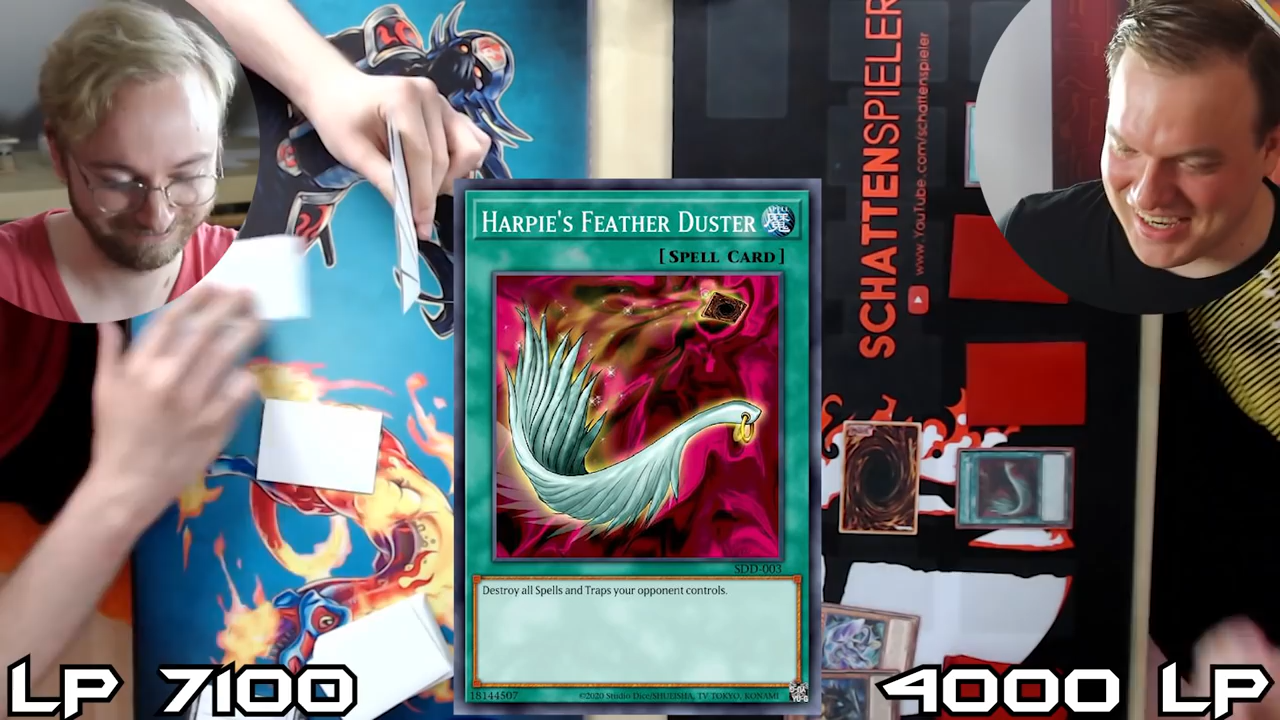 HARPIE'S FEATHER DUSTER
[SPELL CARD]
SDD-003
Destroy all Spells and Traps your opponent controls.
18144507
©2020 Studio Dice/SHUEISHA, TV TOKYO, KONAMI
SCHATTENSPIELER
www.YouTube.com/schattenspieler
LP 7100
4000 LP